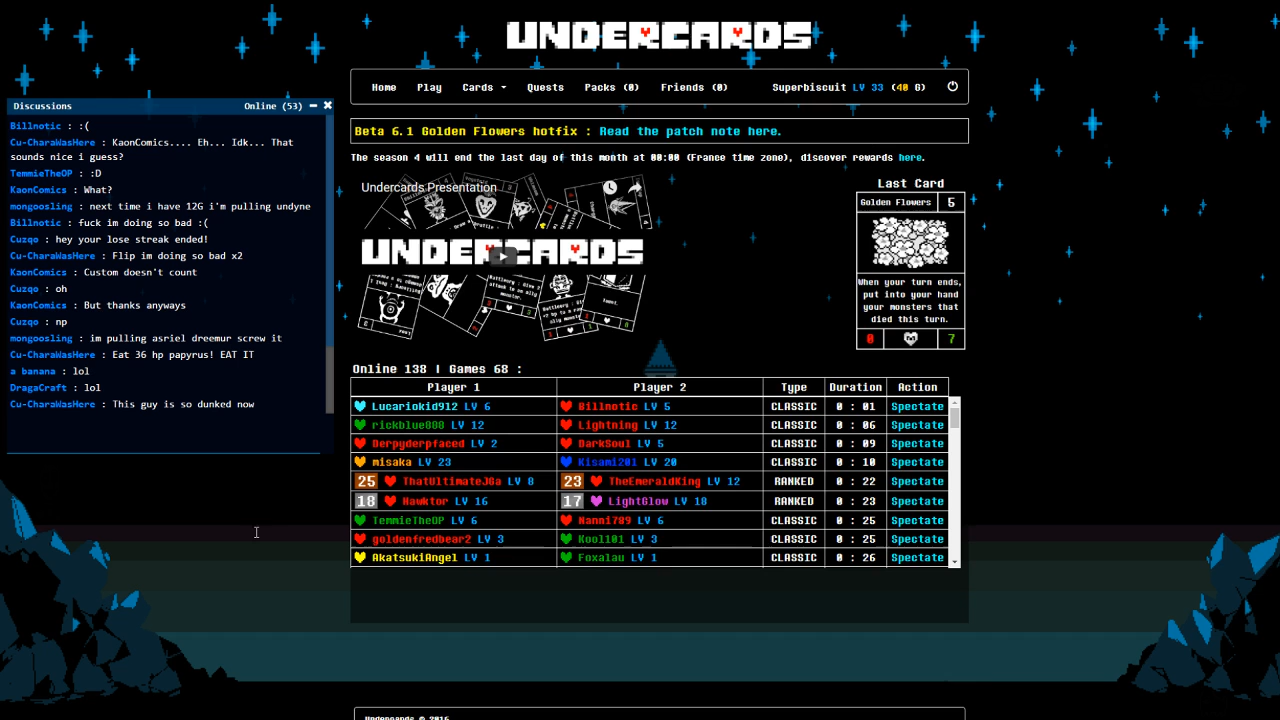 UNDERCARDS
Home Play Cards Quests Packs (0) Friends (0) Superbiscuit LV 33 (40 G)
Discussions Online (53)
Billnotic : :(
Cu-CharaWasHere : KaonComics.... Eh... Idk... That
sounds nice i guess?
TemmieTheOP : :D
KaonComics : What?
mongoosling : next time i have 12G i'm pulling undyne
Billnotic : fuck im doing so bad :(
Cuzqo : hey your lose streak ended!
Cu-CharaWasHere : Flip im doing so bad x2
KaonComics : Custom doesn't count
Cuzqo : oh
KaonComics : But thanks anyways
Cuzqo : np
mongoosling : im pulling asriel dreemur screw it
Cu-CharaWasHere : Eat 36 hp papyrus! EAT IT
a banana : lol
DragaCraft : lol
Cu-CharaWasHere : This guy is so dunked now
Beta 6.1 Golden Flowers hotfix : Read the patch note here.
The season 4 will end the last day of this month at 00:00 (France time zone), discover rewards here.
Undercards Presentation
UNDERCARDS
Last Card
Golden Flowers 5
When your turn ends,
put into your hand
your monsters that
died this turn.
0 7
Online 138 | Games 68 :
Player 1 Player 2 Type Duration Action
Lucariokid912 LV 6 Billnotic LV 5 CLASSIC 0 : 01 Spectate
rickblue808 LV 12 Lightning LV 12 CLASSIC 0 : 06 Spectate
Derpyderpfaced LV 2 DarkSoul LV 5 CLASSIC 0 : 09 Spectate
misaka LV 23 Kisami201 LV 20 CLASSIC 0 : 10 Spectate
25 ThatUltimateJGa LV 8 23 TheEmeraldKing LV 12 RANKED 0 : 22 Spectate
18 Hawktor LV 16 17 LightGlow LV 18 RANKED 0 : 23 Spectate
TemmieTheOP LV 6 Nanni789 LV 6 CLASSIC 0 : 25 Spectate
goldenfredbear2 LV 3 Kool101 LV 3 CLASSIC 0 : 25 Spectate
AkatsukiAngel LV 1 Foxalau LV 1 CLASSIC 0 : 26 Spectate
Undercards © 2016